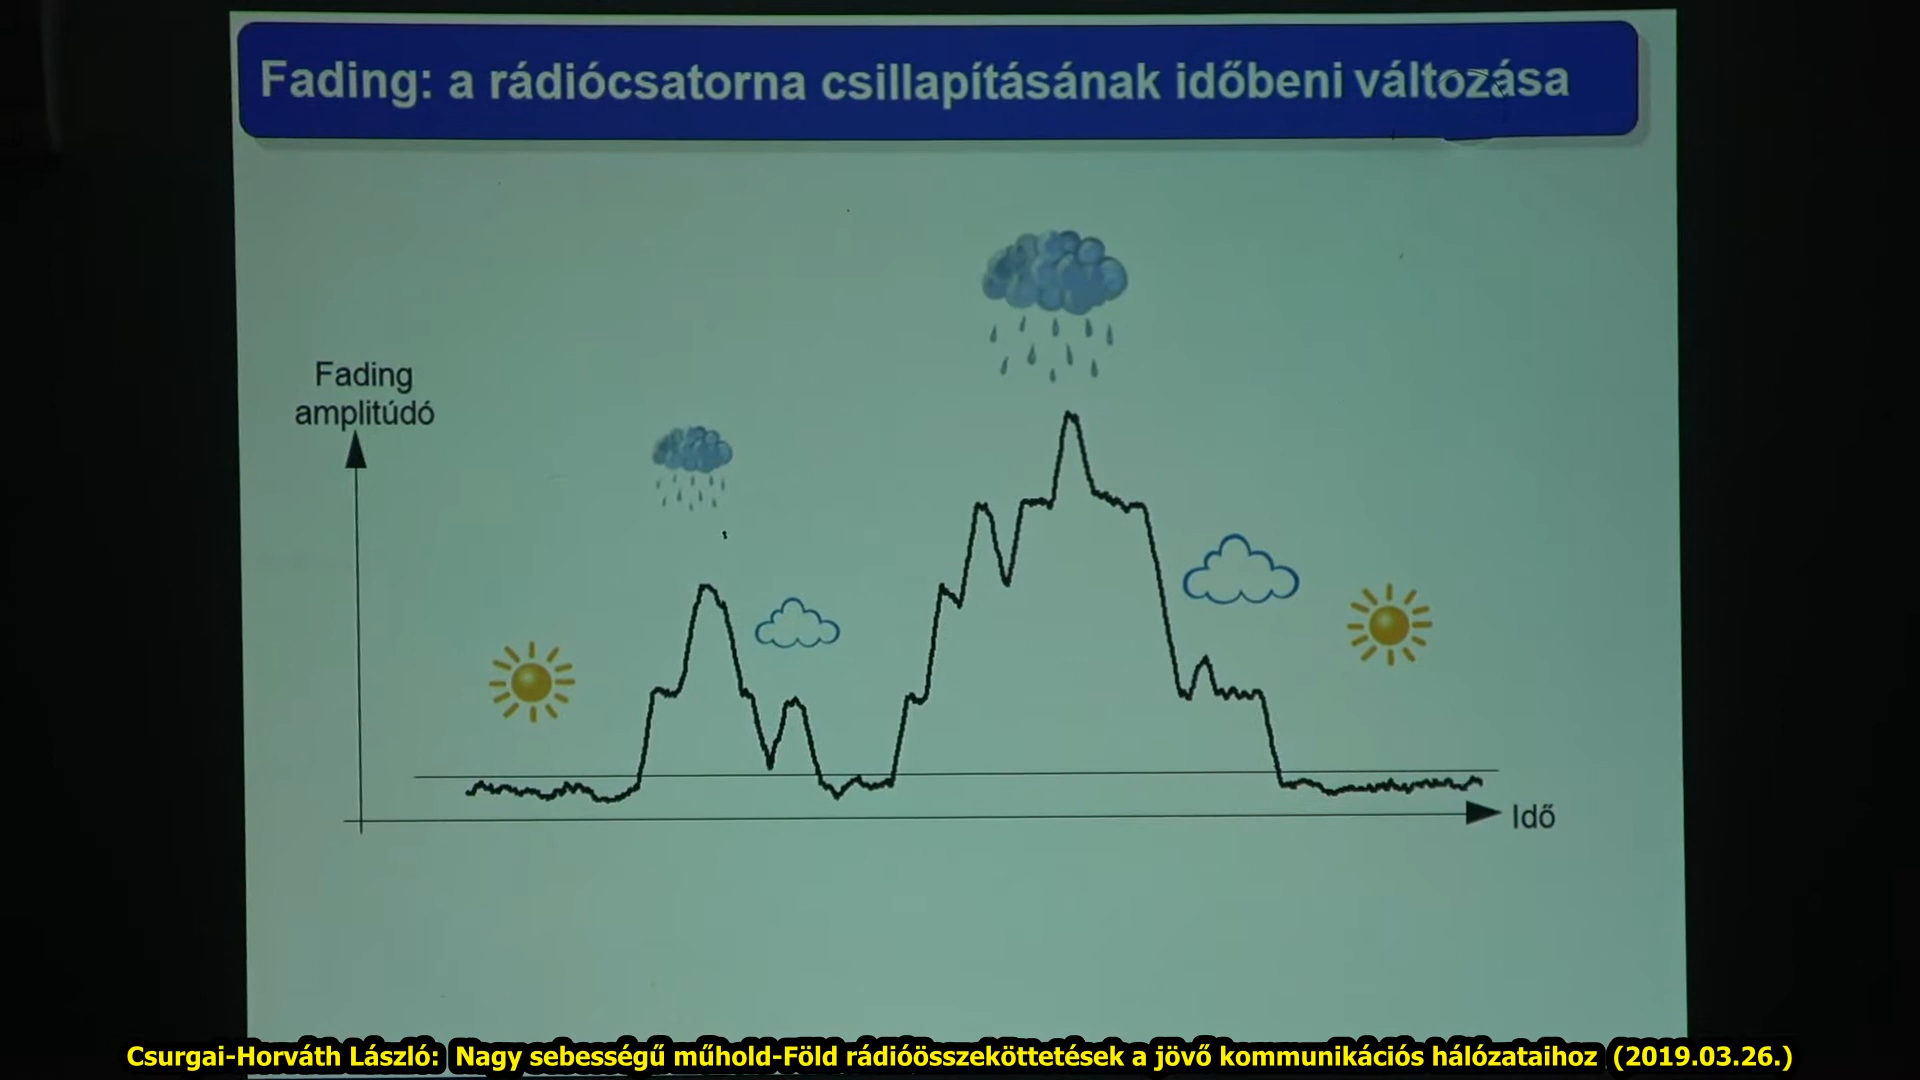 Fading: a rádiócsatorna csillapításának időbeni változása
Fading
amplitúdó
Idő
Csurgai-Horváth László: Nagy sebességű műhold-Föld rádióösszeköttetések a jövő kommunikációs hálózataihoz (2019.03.26.)